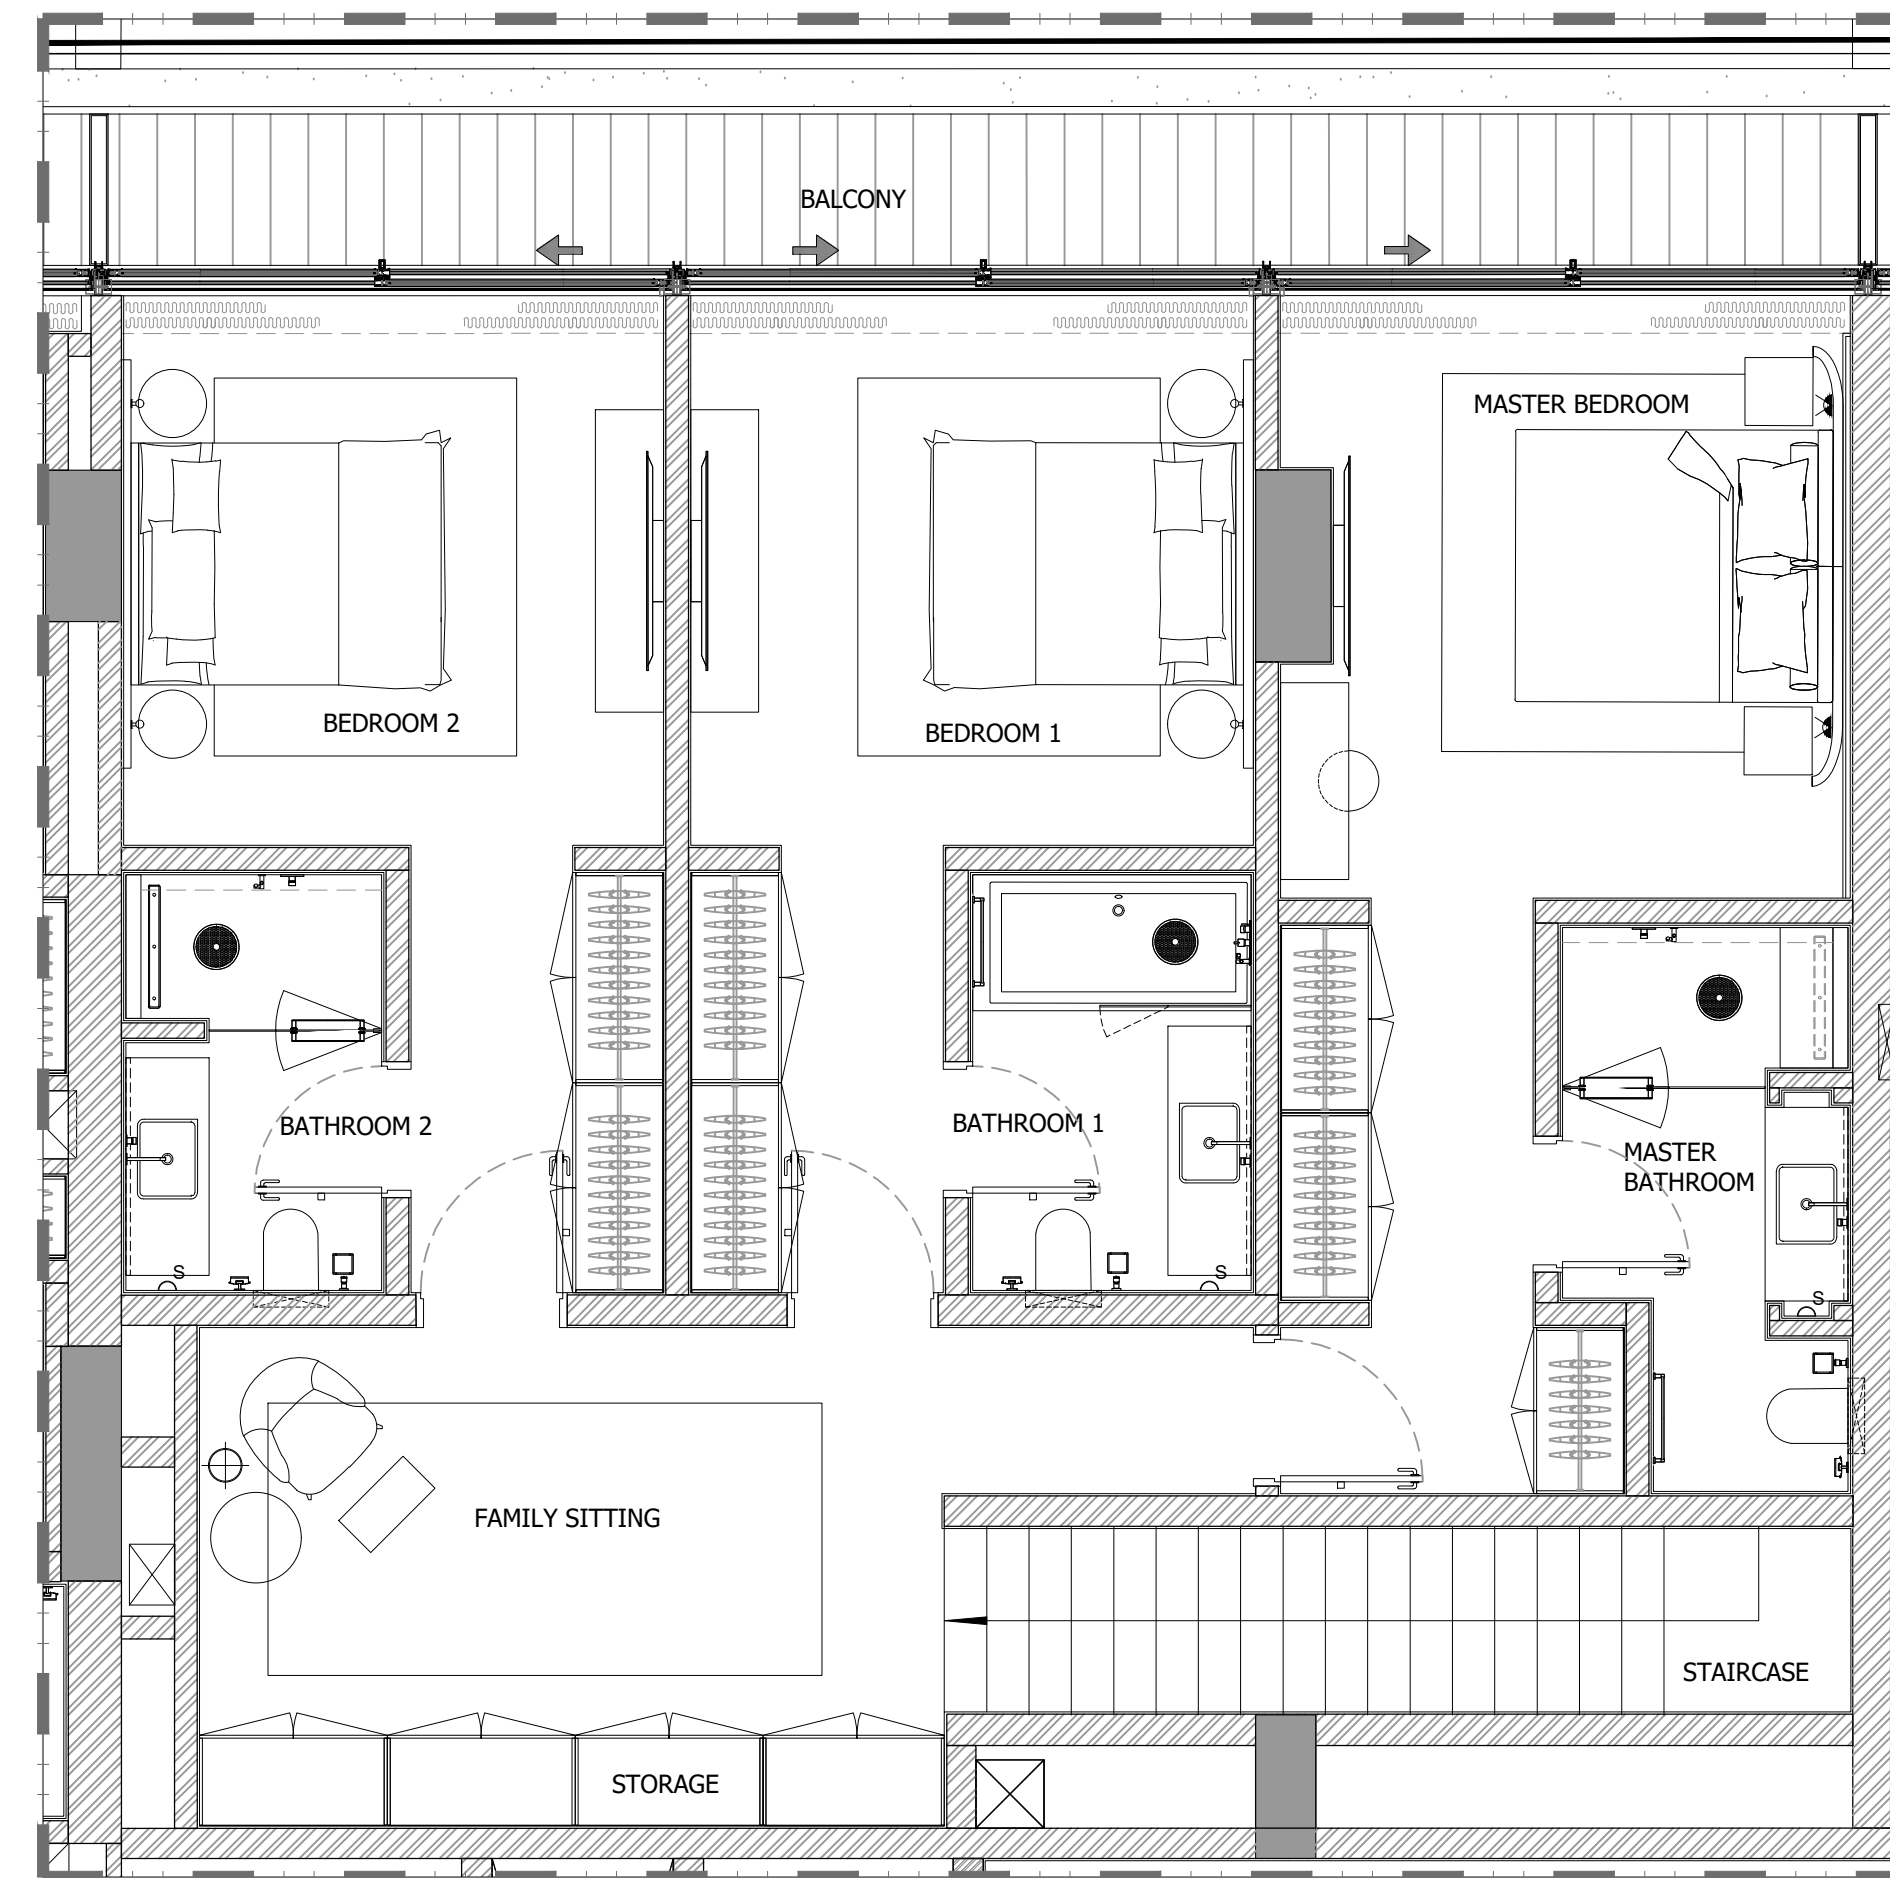 BALCONY
MASTER BEDROOM
BEDROOM 2
BEDROOM 1
BATHROOM 2
BATHROOM 1
MASTER
BATHROOM
S
S
S
FAMILY SITTING
STAIRCASE
STORAGE